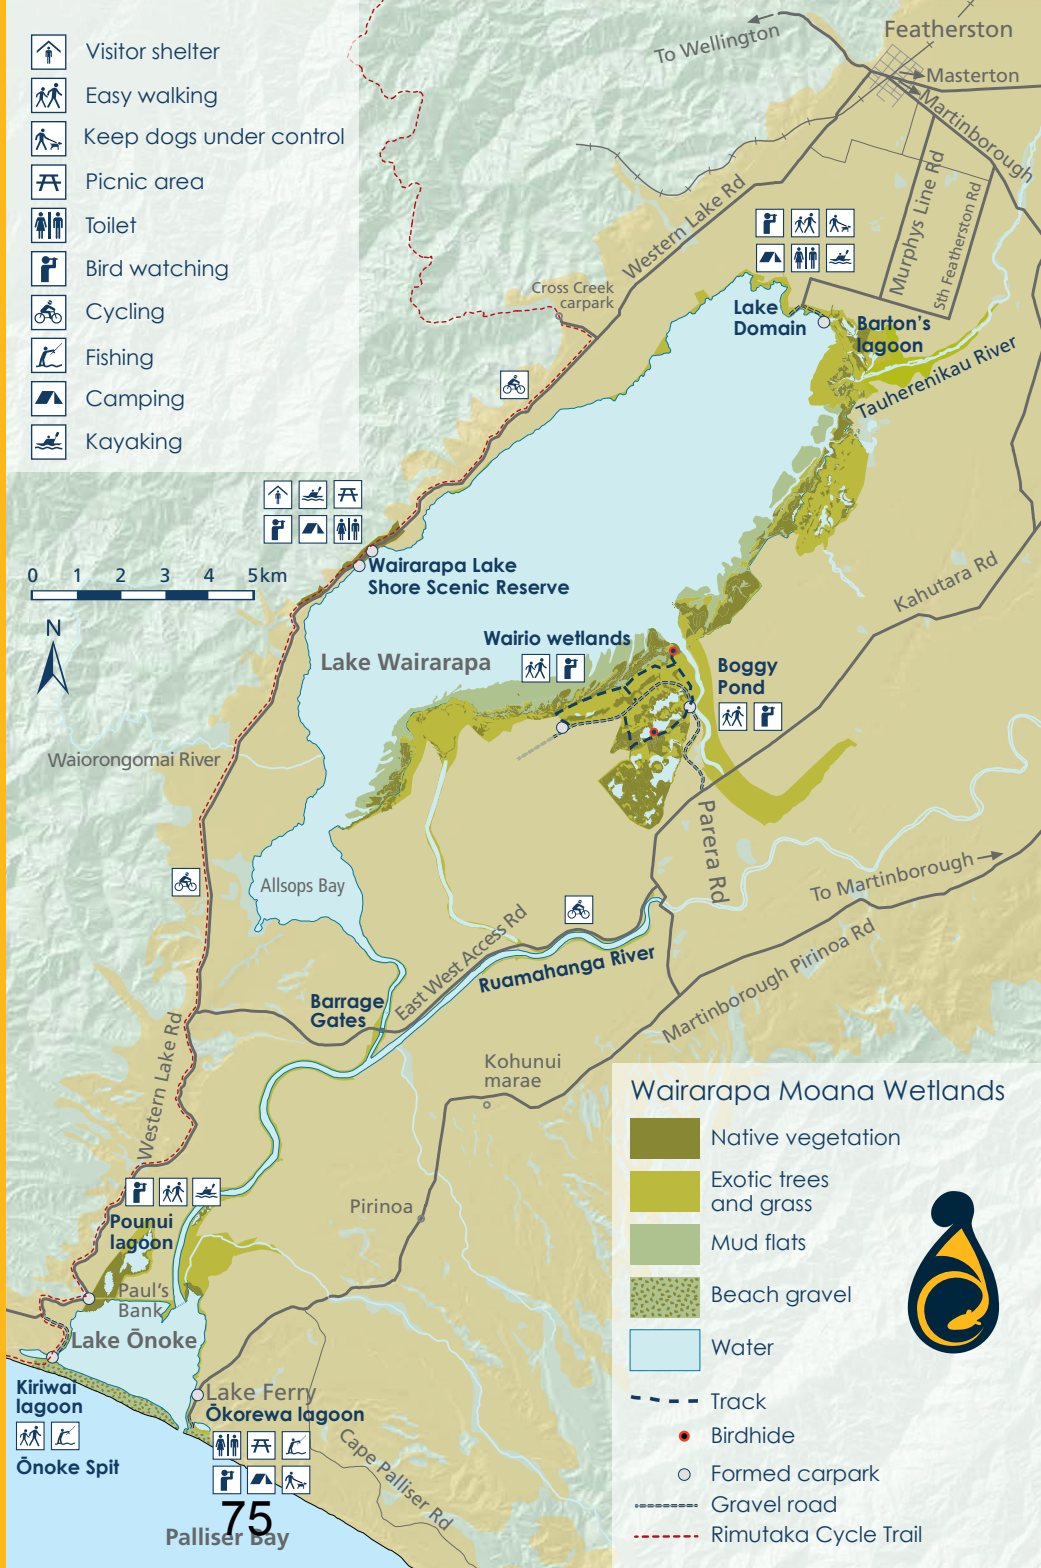 Visitor shelter
Easy walking
Keep dogs under control
Picnic area
Toilet
Bird watching
Cycling
Fishing
Camping
Kayaking
To Wellington
Featherston
Masterton
Martinborough
Murphys Line Rd
Sth Featherston Rd
Western Lake Rd
Cross Creek
carpark
Lake
Domain
Barton's
lagoon
Tauherenikau River
0 1 2 3 4 5km
N
Wairarapa Lake
Shore Scenic Reserve
Kahutara Rd
Wairio wetlands
Lake Wairarapa
Boggy
Pond
Waiorongomai River
Parera Rd
Allsops Bay
To Martinborough
East West Access Rd
Ruamahanga River
Martinborough Pirinoa Rd
Barrage
Gates
Western Lake Rd
Kohunui
marae
Pirinoa
Pounui
lagoon
Paul's
Bank
Lake Ōnoke
Kiriwai
lagoon
Ōnoke Spit
Lake Ferry
Ōkorewa lagoon
Cape Palliser Rd
75
Palliser Bay
Wairarapa Moana Wetlands
Native vegetation
Exotic trees
and grass
Mud flats
Beach gravel
Water
Track
Birdhide
Formed carpark
Gravel road
Rimutaka Cycle Trail